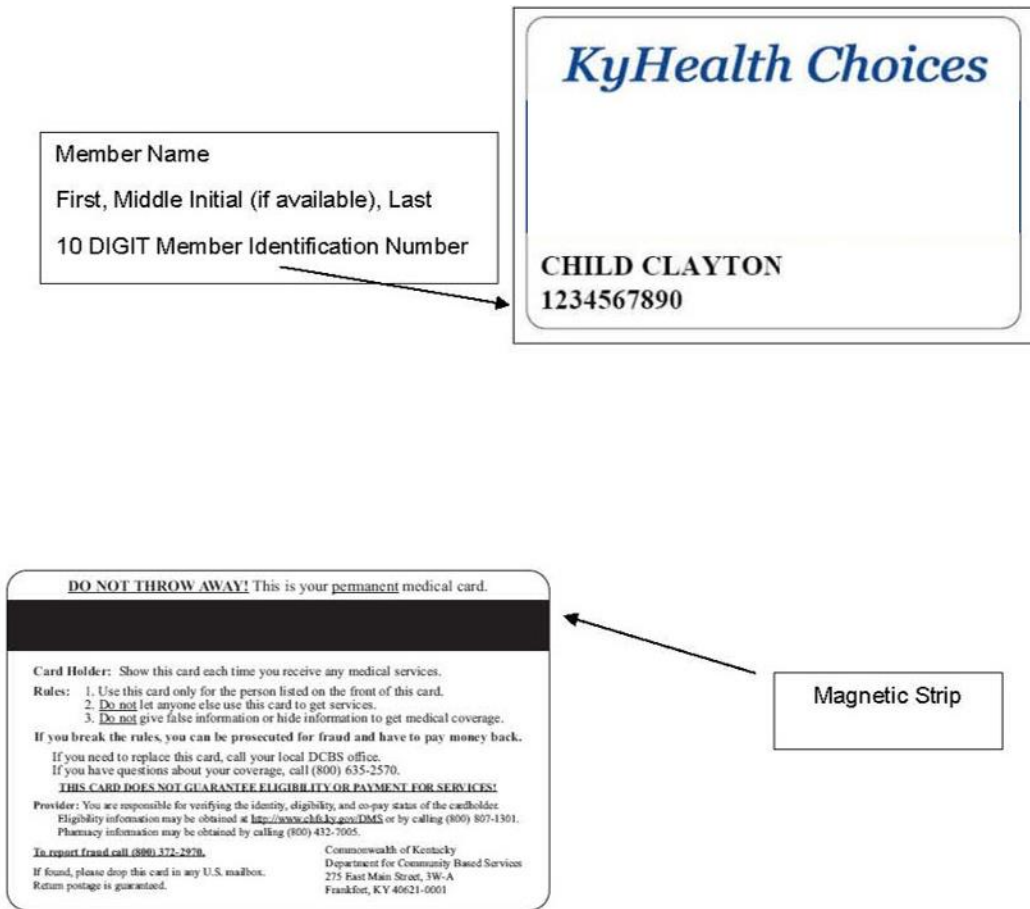 KyHealth Choices
Member Name
First, Middle Initial (if available), Last
10 DIGIT Member Identification Number
CHILD CLAYTON
1234567890
DO NOT THROW AWAY! This is your permanent medical card.
Magnetic Strip
Card Holder: Show this card each time you receive any medical services.
Rules: 1. Use this card only for the person listed on the front of this card.
2. Do not let anyone else use this card to get services.
3. Do not give false information or hide information to get medical coverage.
If you break the rules, you can be prosecuted for fraud and have to pay money back.
If you need to replace this card, call your local DCBS office.
If you have questions about your coverage, call (800) 635-2570.
THIS CARD DOES NOT GUARANTEE ELIGIBILITY OR PAYMENT FOR SERVICES!
Provider: You are responsible for verifying the identity, eligibility, and co-pay status of the cardholder.
Eligibility information may be obtained at http://www.chfs.ky.gov/DMS or by calling (800) 807-1301.
Pharmacy information may be obtained by calling (800) 432-7005.
To report fraud call (800) 372-2970.
If found, please drop this card in any U.S. mailbox.
Return postage is guaranteed.
Commonwealth of Kentucky
Department for Community Based Services
275 East Main Street, 3W-A
Frankfort, KY 40621-0001